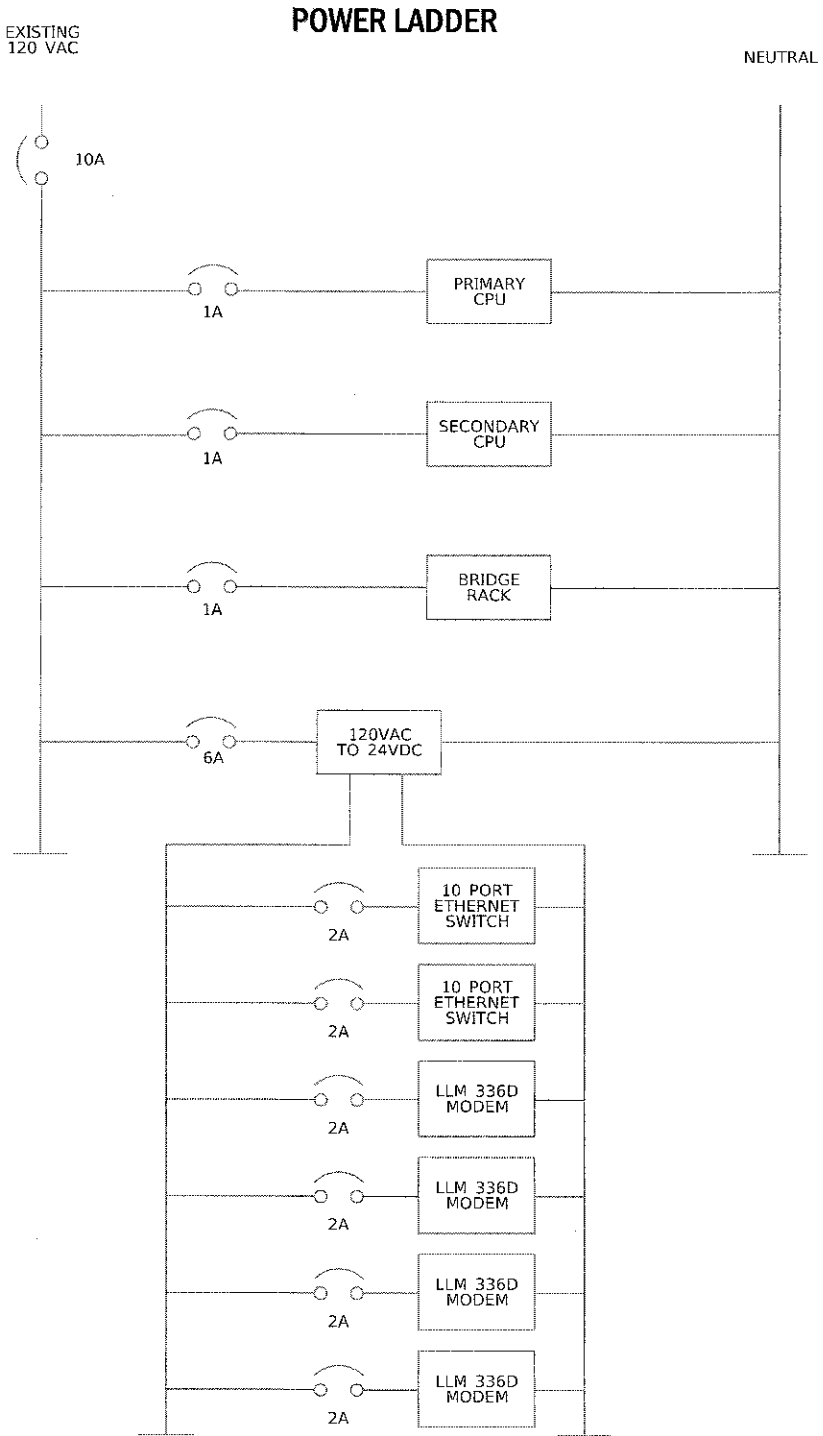 POWER LADDER
EXISTING
120 VAC
NEUTRAL
10A
PRIMARY
CPU
1A
SECONDARY
CPU
1A
BRIDGE
RACK
1A
120VAC
TO 24VDC
6A
10 PORT
ETHERNET
SWITCH
2A
10 PORT
ETHERNET
SWITCH
2A
LLM 336D
MODEM
2A
LLM 336D
MODEM
2A
LLM 336D
MODEM
2A
LLM 336D
MODEM
2A